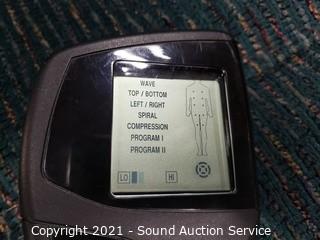 WAVE
TOP / BOTTOM
LEFT / RIGHT
SPIRAL
COMPRESSION
PROGRAM I
PROGRAM II
LO HI
Copyright 2021 - Sound Auction Service